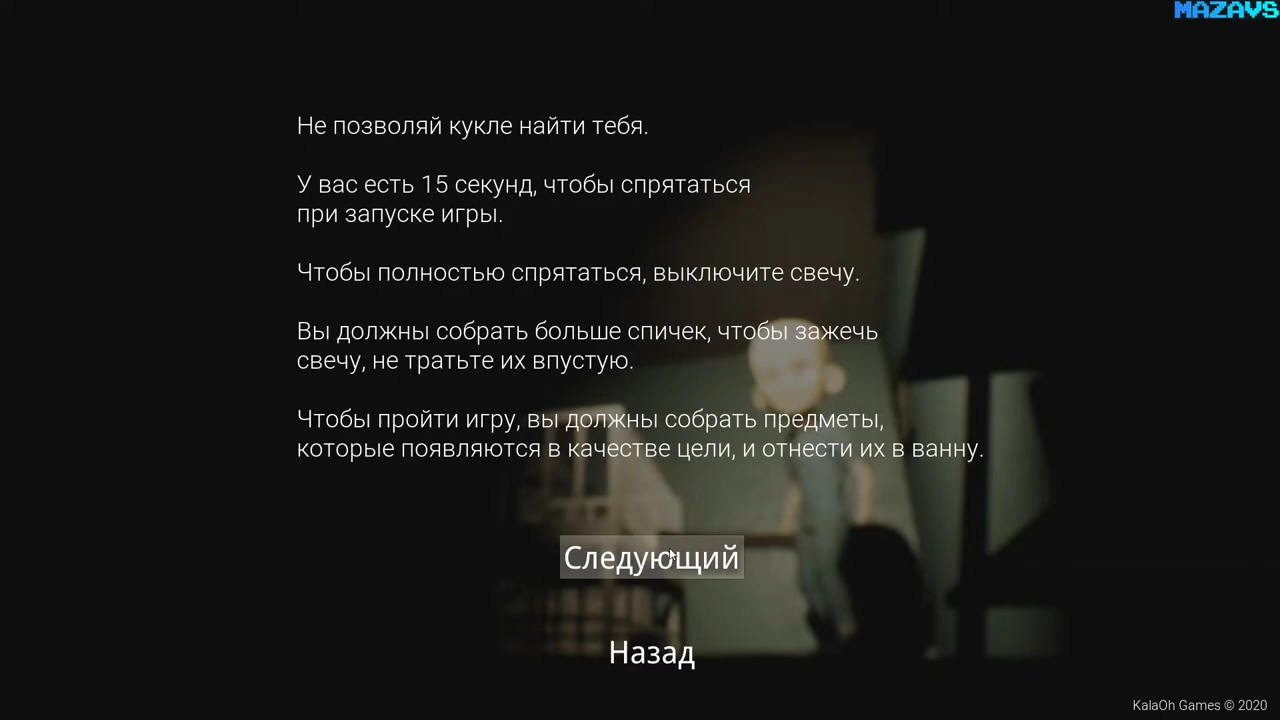 MAZAVS
Не позволяй кукле найти тебя.
У вас есть 15 секунд, чтобы спрятаться
при запуске игры.
Чтобы полностью спрятаться, выключите свечу.
Вы должны собрать больше спичек, чтобы зажечь
свечу, не тратьте их впустую.
Чтобы пройти игру, вы должны собрать предметы,
которые появляются в качестве цели, и отнести их в ванну.
Следующий
Назад
KalaOh Games © 2020